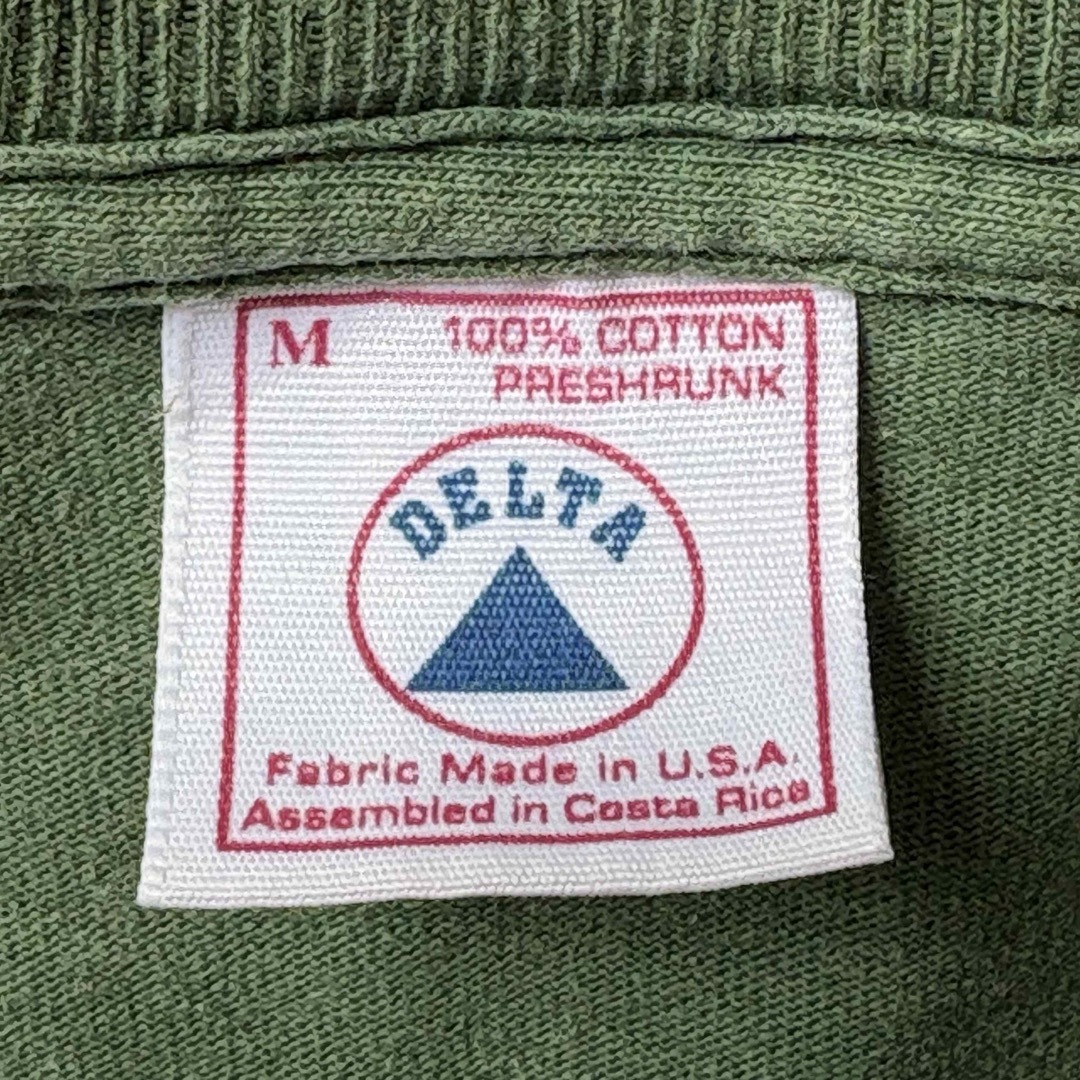 M 100% COTTON
PRESHRUNK
DELTA
Fabric Made in U.S.A.
Assembled in Costa Rica